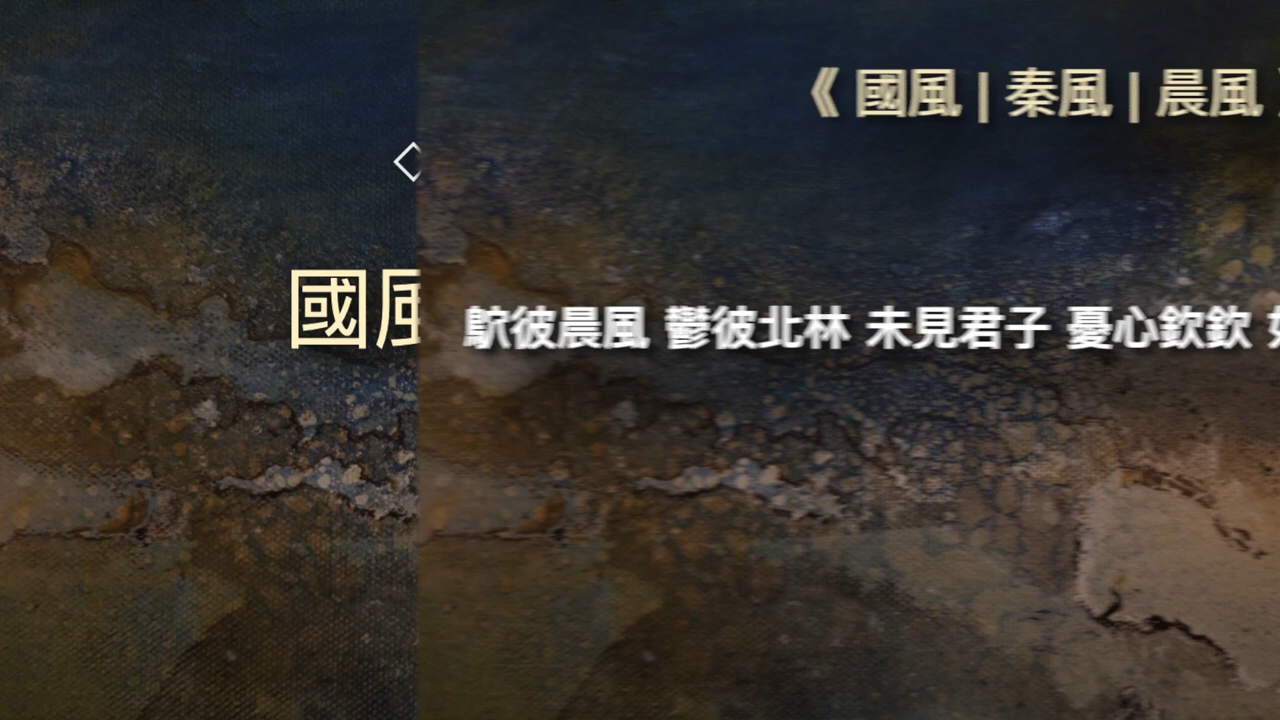 《 國風 | 秦風 | 晨風
國風
鴥彼晨風 鬱彼北林 未見君子 憂心欽欽